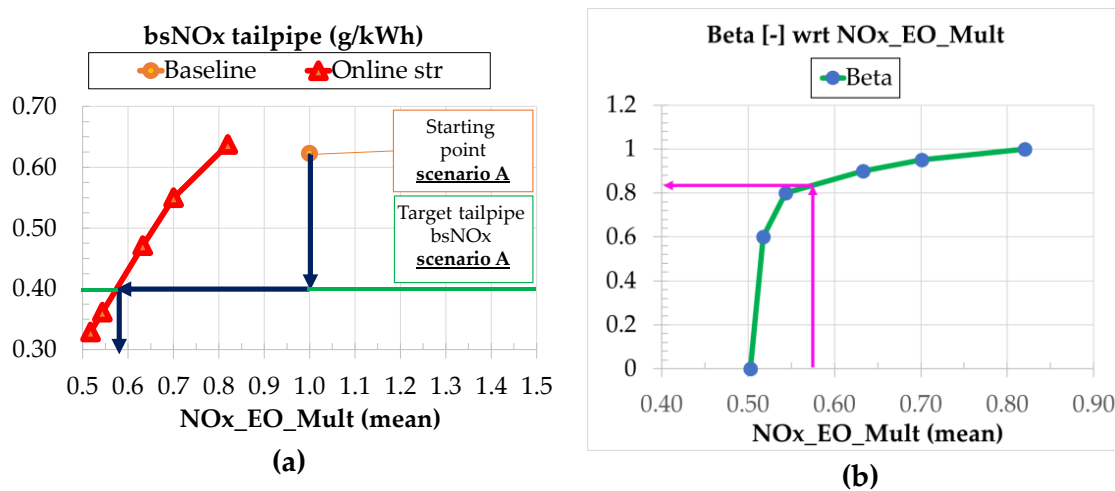 bsNOx tailpipe (g/kWh)
Baseline Online str
0.70
0.60
0.50
0.40
0.30
0.5 0.6 0.7 0.8 0.9 1.0 1.1 1.2 1.3 1.4 1.5
NOx_EO_Mult (mean)
Starting
point
scenario A
Target tailpipe
bsNOx
scenario A
(a)
Beta [-] wrt NOx_EO_Mult
Beta
1.2
1
0.8
0.6
0.4
0.2
0
0.40 0.50 0.60 0.70 0.80 0.90
NOx_EO_Mult (mean)
(b)